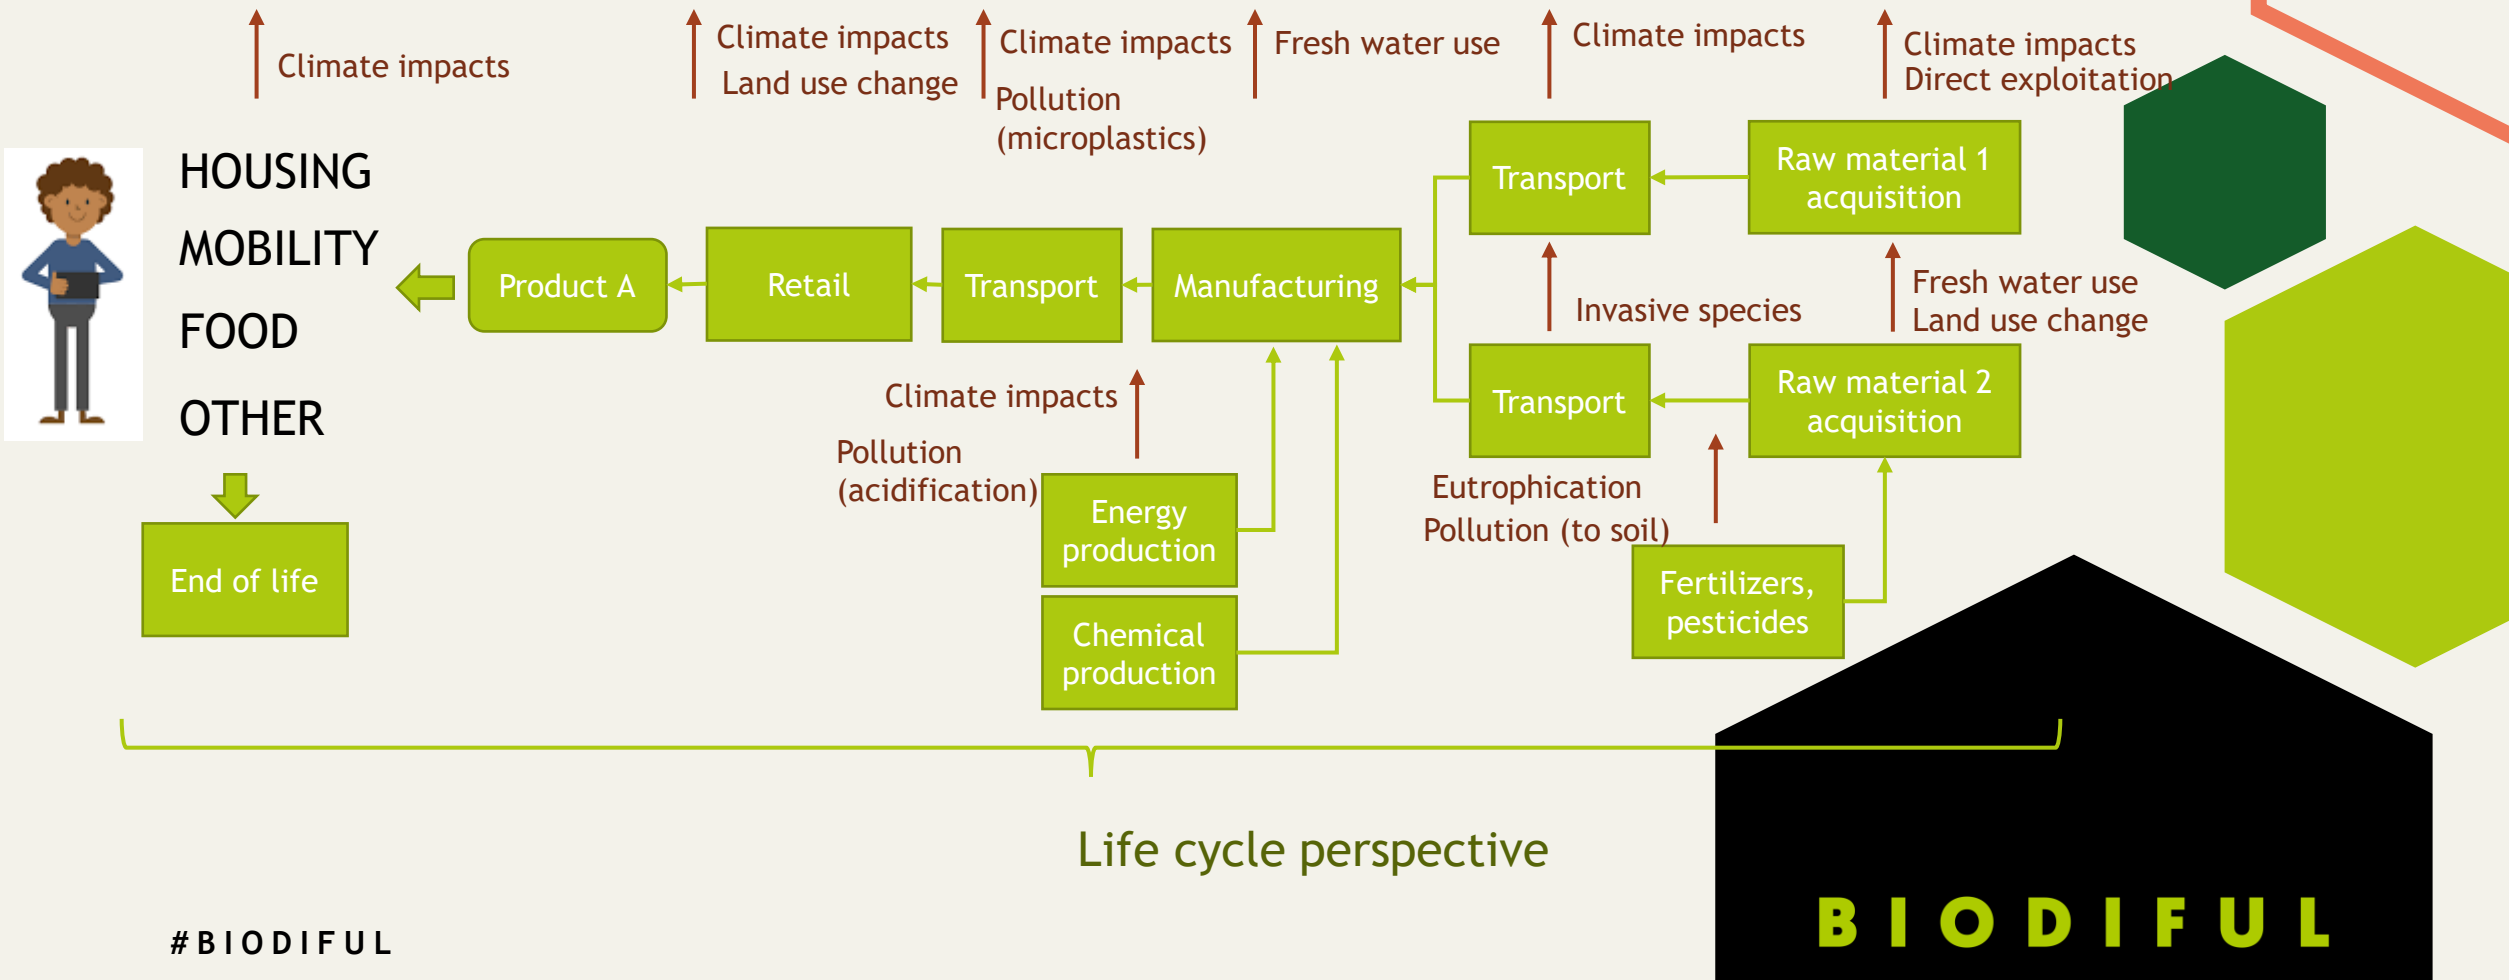 Climate impacts
Climate impacts
Land use change
Climate impacts
Pollution
(microplastics)
Fresh water use
Climate impacts
Climate impacts
Direct exploitation
HOUSING
MOBILITY
FOOD
OTHER
End of life
Product A
Retail
Transport
Manufacturing
Transport
Raw material 1
acquisition
Invasive species
Fresh water use
Land use change
Transport
Raw material 2
acquisition
Climate impacts
Pollution
(acidification)
Energy
production
Chemical
production
Eutrophication
Pollution (to soil)
Fertilizers,
pesticides
Life cycle perspective
#BIODIFUL
BIODIFUL